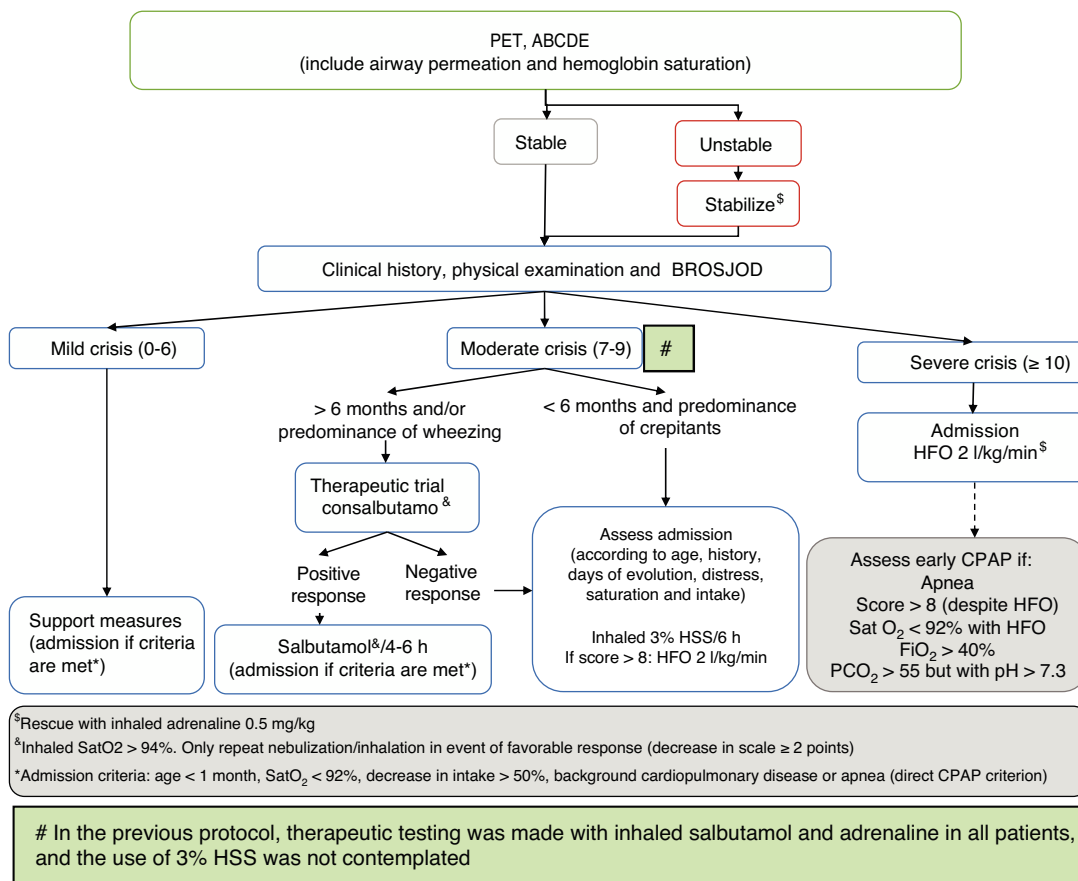 PET, ABCDE
(include airway permeation and hemoglobin saturation)
Stable
Unstable
Stabilize$
Clinical history, physical examination and BROSJOD
Mild crisis (0-6)
Moderate crisis (7-9)
#
Severe crisis (≥ 10)
> 6 months and/or
predominance of wheezing
< 6 months and predominance
of crepitants
Admission
HFO 2 l/kg/min$
Therapeutic trial
consalbutamo&
Positive
response
Negative
response
Support measures
(admission if criteria
are met*)
Salbutamol&/4-6 h
(admission if criteria are met*)
Assess admission
(according to age, history,
days of evolution, distress,
saturation and intake)
Inhaled 3% HSS/6 h
If score > 8: HFO 2 l/kg/min
Assess early CPAP if:
Apnea
Score > 8 (despite HFO)
Sat O2 < 92% with HFO
FiO2 > 40%
PCO2 > 55 but with pH > 7.3
$Rescue with inhaled adrenaline 0.5 mg/kg
&Inhaled SatO2 > 94%. Only repeat nebulization/inhalation in event of favorable response (decrease in scale ≥ 2 points)
*Admission criteria: age < 1 month, SatO2 < 92%, decrease in intake > 50%, background cardiopulmonary disease or apnea (direct CPAP criterion)
# In the previous protocol, therapeutic testing was made with inhaled salbutamol and adrenaline in all patients,
and the use of 3% HSS was not contemplated